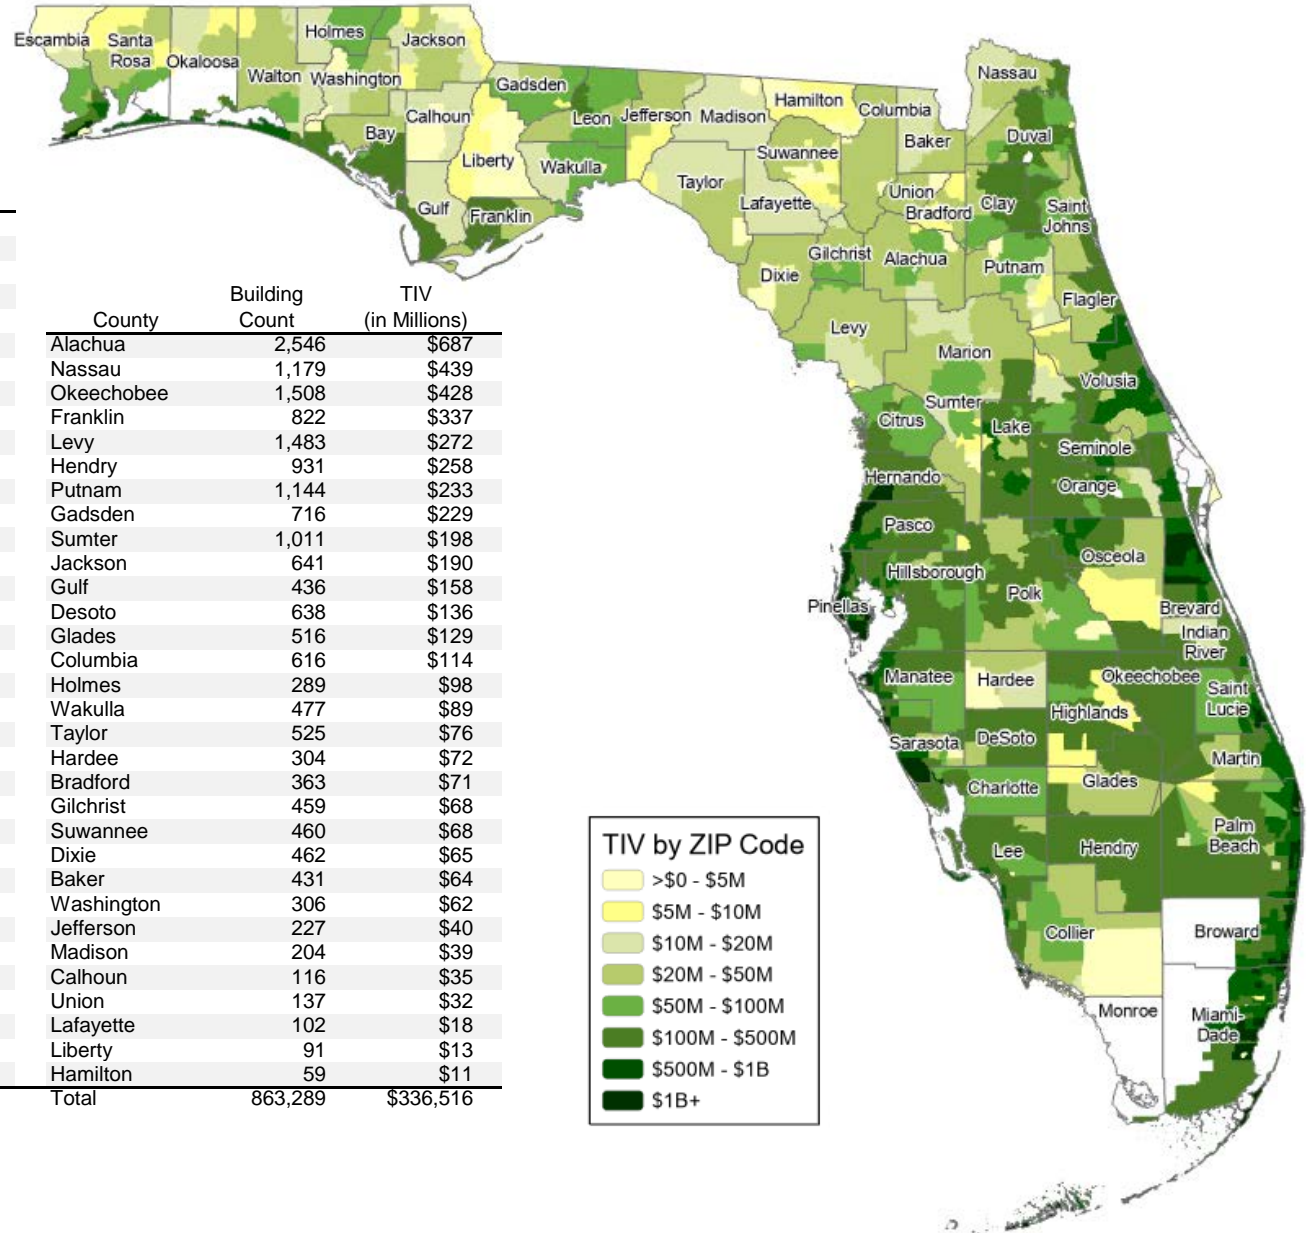 Building TIV
County Count (in Millions)
Alachua 2,546 $687
Nassau 1,179 $439
Okeechobee 1,508 $428
Franklin 822 $337
Levy 1,483 $272
Hendry 931 $258
Putnam 1,144 $233
Gadsden 716 $229
Sumter 1,011 $198
Jackson 641 $190
Gulf 436 $158
Desoto 638 $136
Glades 516 $129
Columbia 616 $114
Holmes 289 $98
Wakulla 477 $89
Taylor 525 $76
Hardee 304 $72
Bradford 363 $71
Gilchrist 459 $68
Suwannee 460 $68
Dixie 462 $65
Baker 431 $64
Washington 306 $62
Jefferson 227 $40
Madison 204 $39
Calhoun 116 $35
Union 137 $32
Lafayette 102 $18
Liberty 91 $13
Hamilton 59 $11
Total 863,289 $336,516
TIV by ZIP Code
>$0 - $5M
$5M - $10M
$10M - $20M
$20M - $50M
$50M - $100M
$100M - $500M
$500M - $1B
$1B+
Escambia
Santa
Rosa
Okaloosa
Walton
Holmes
Washington
Jackson
Bay
Calhoun
Gulf
Liberty
Gadsden
Franklin
Leon
Wakulla
Jefferson
Madison
Taylor
Hamilton
Suwannee
Lafayette
Dixie
Columbia
Baker
Nassau
Duval
Union
Bradford
Clay
Saint
Johns
Gilchrist
Alachua
Putnam
Flagler
Levy
Marion
Volusia
Citrus
Sumter
Lake
Seminole
Orange
Hernando
Pasco
Hillsborough
Pinellas
Polk
Osceola
Brevard
Indian
River
Manatee
Hardee
Highlands
Okeechobee
Saint
Lucie
Sarasota
DeSoto
Martin
Charlotte
Glades
Lee
Hendry
Palm
Beach
Collier
Broward
Monroe
Miami-
Dade